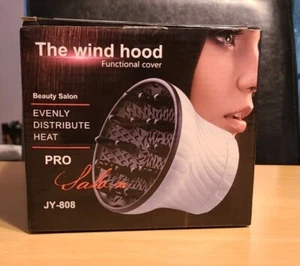 The wind hood
Functional cover
Beauty Salon
EVENLY
DISTRIBUTE
HEAT
PRO
Salon
JY-808